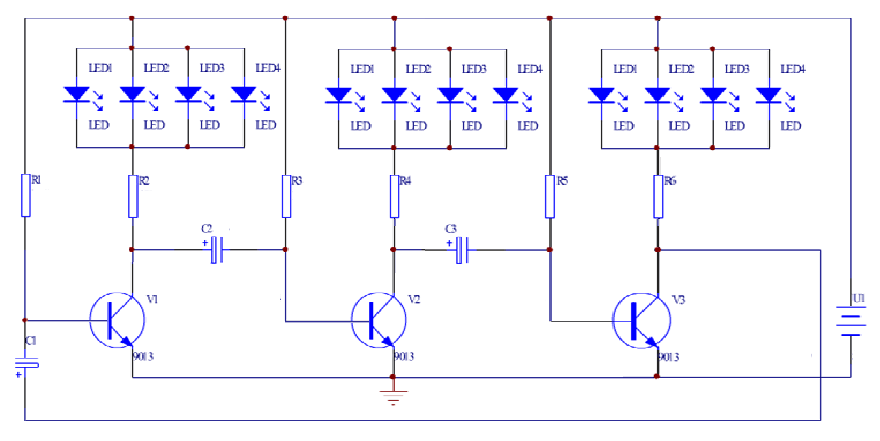 LED1 LED2 LED3 LED4 LED1 LED2 LED3 LED4 LED1 LED2 LED3 LED4
LED LED LED LED LED LED LED LED LED LED LED LED
R1 R2 R3 R4 R5 R6
C2 C3
+ +
V1 V2 V3 U1
C1
9013 9013 9013
+